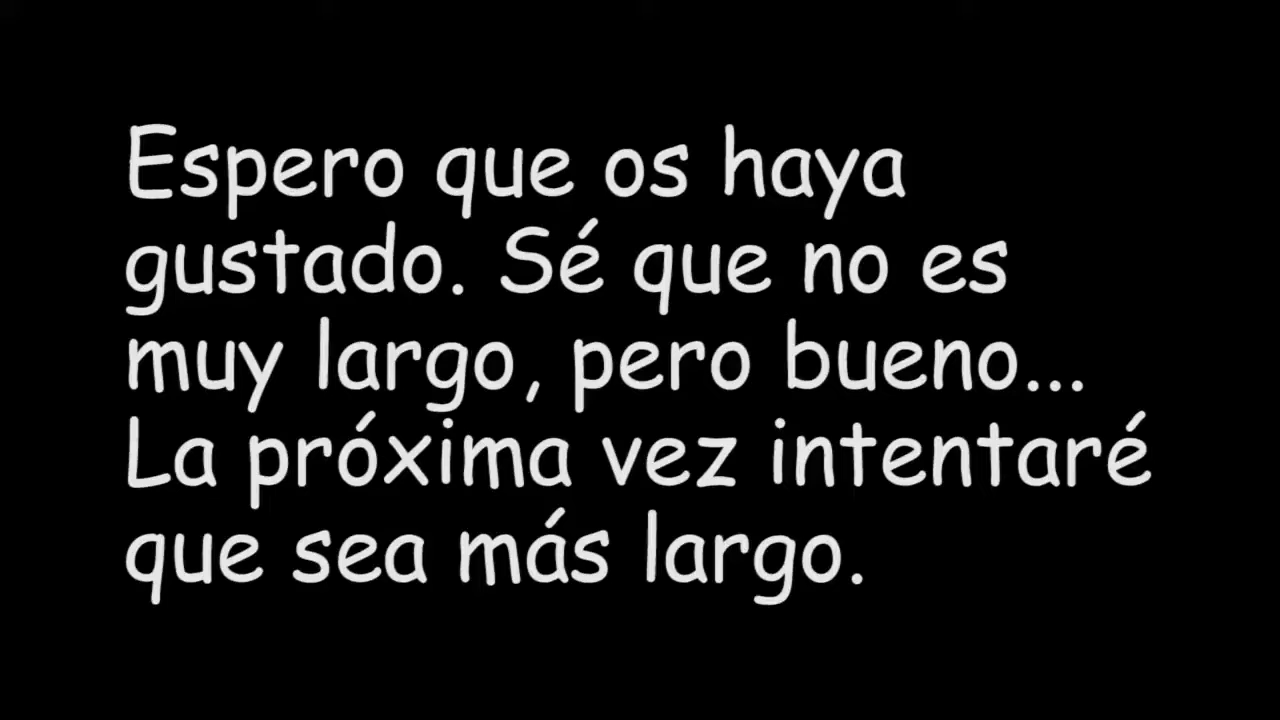 Espero que os haya
gustado. Sé que no es
muy largo, pero bueno...
La próxima vez intentaré
que sea más largo.